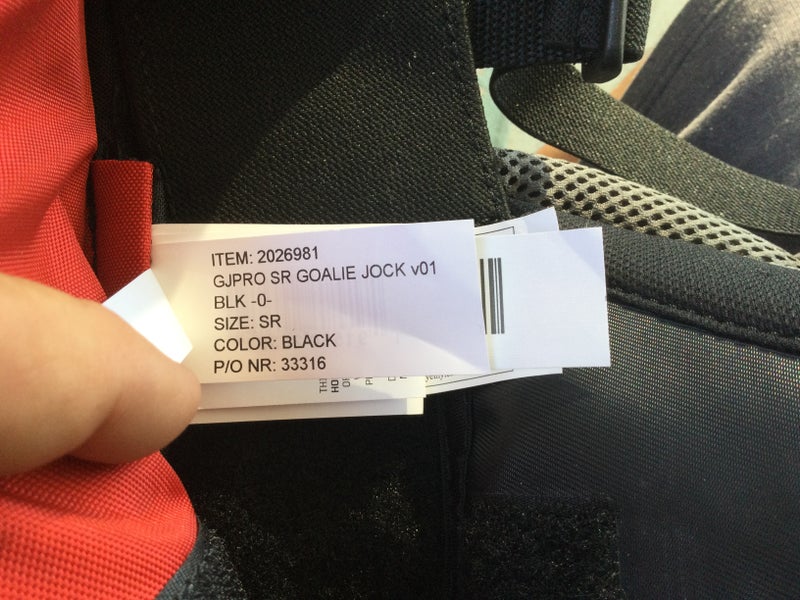 ITEM: 2026981
GJPRO SR GOALIE JOCK v01
BLK -0-
SIZE: SR
COLOR: BLACK
P/O NR: 33316